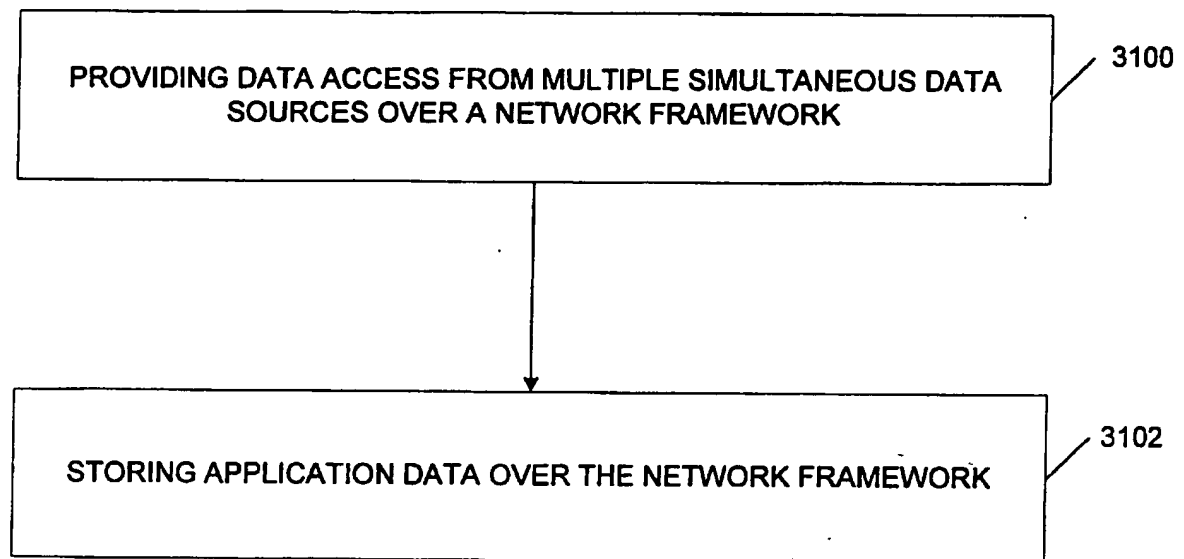 PROVIDING DATA ACCESS FROM MULTIPLE SIMULTANEOUS DATA
SOURCES OVER A NETWORK FRAMEWORK
3100
STORING APPLICATION DATA OVER THE NETWORK FRAMEWORK
3102